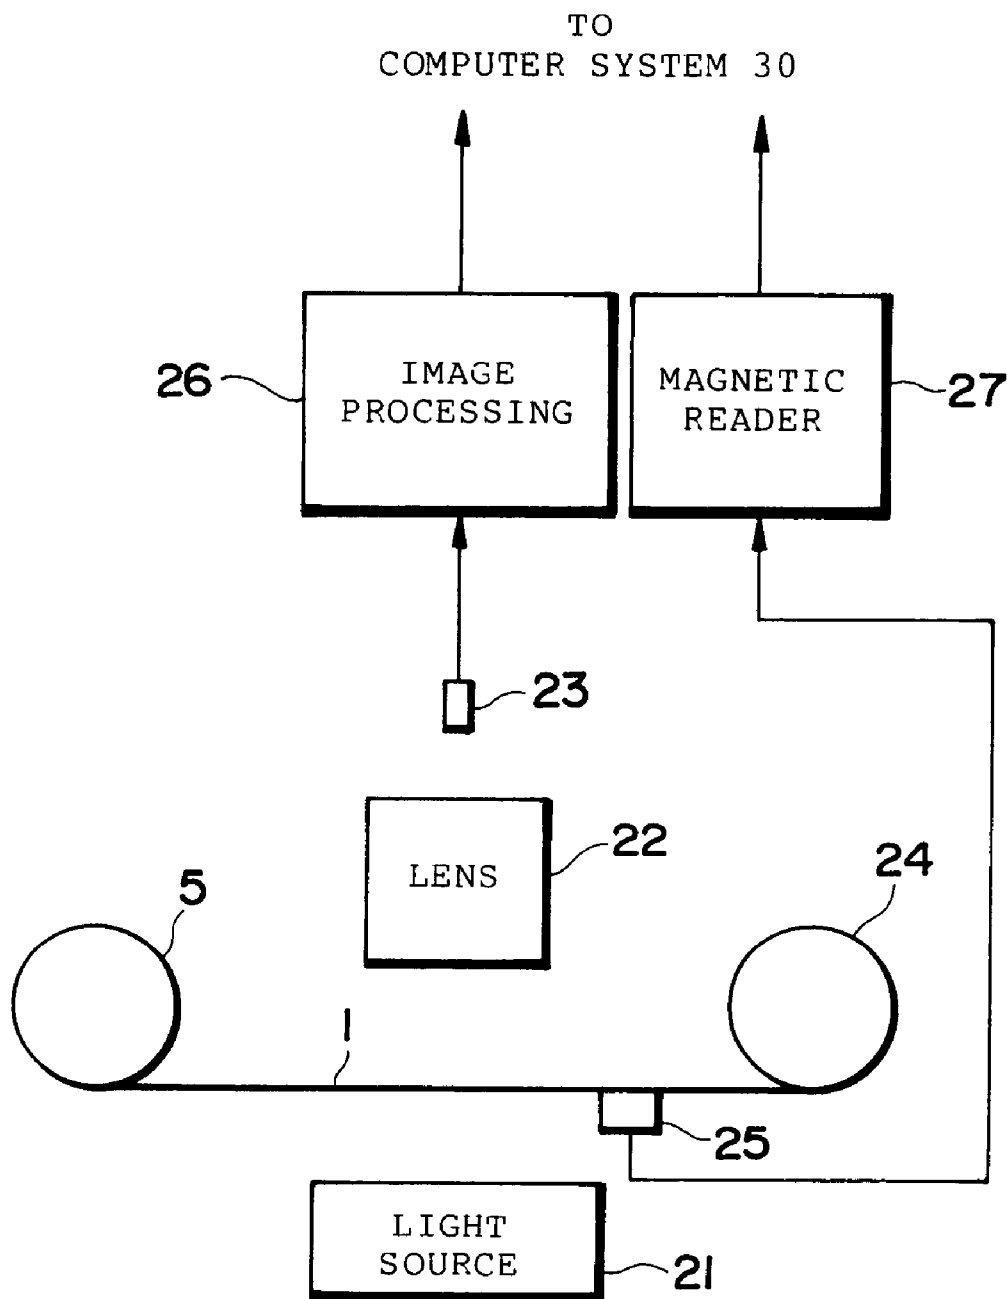 TO
COMPUTER SYSTEM 30
26
IMAGE
PROCESSING
MAGNETIC
READER
27
23
LENS
22
5
24
1
25
LIGHT
SOURCE
21